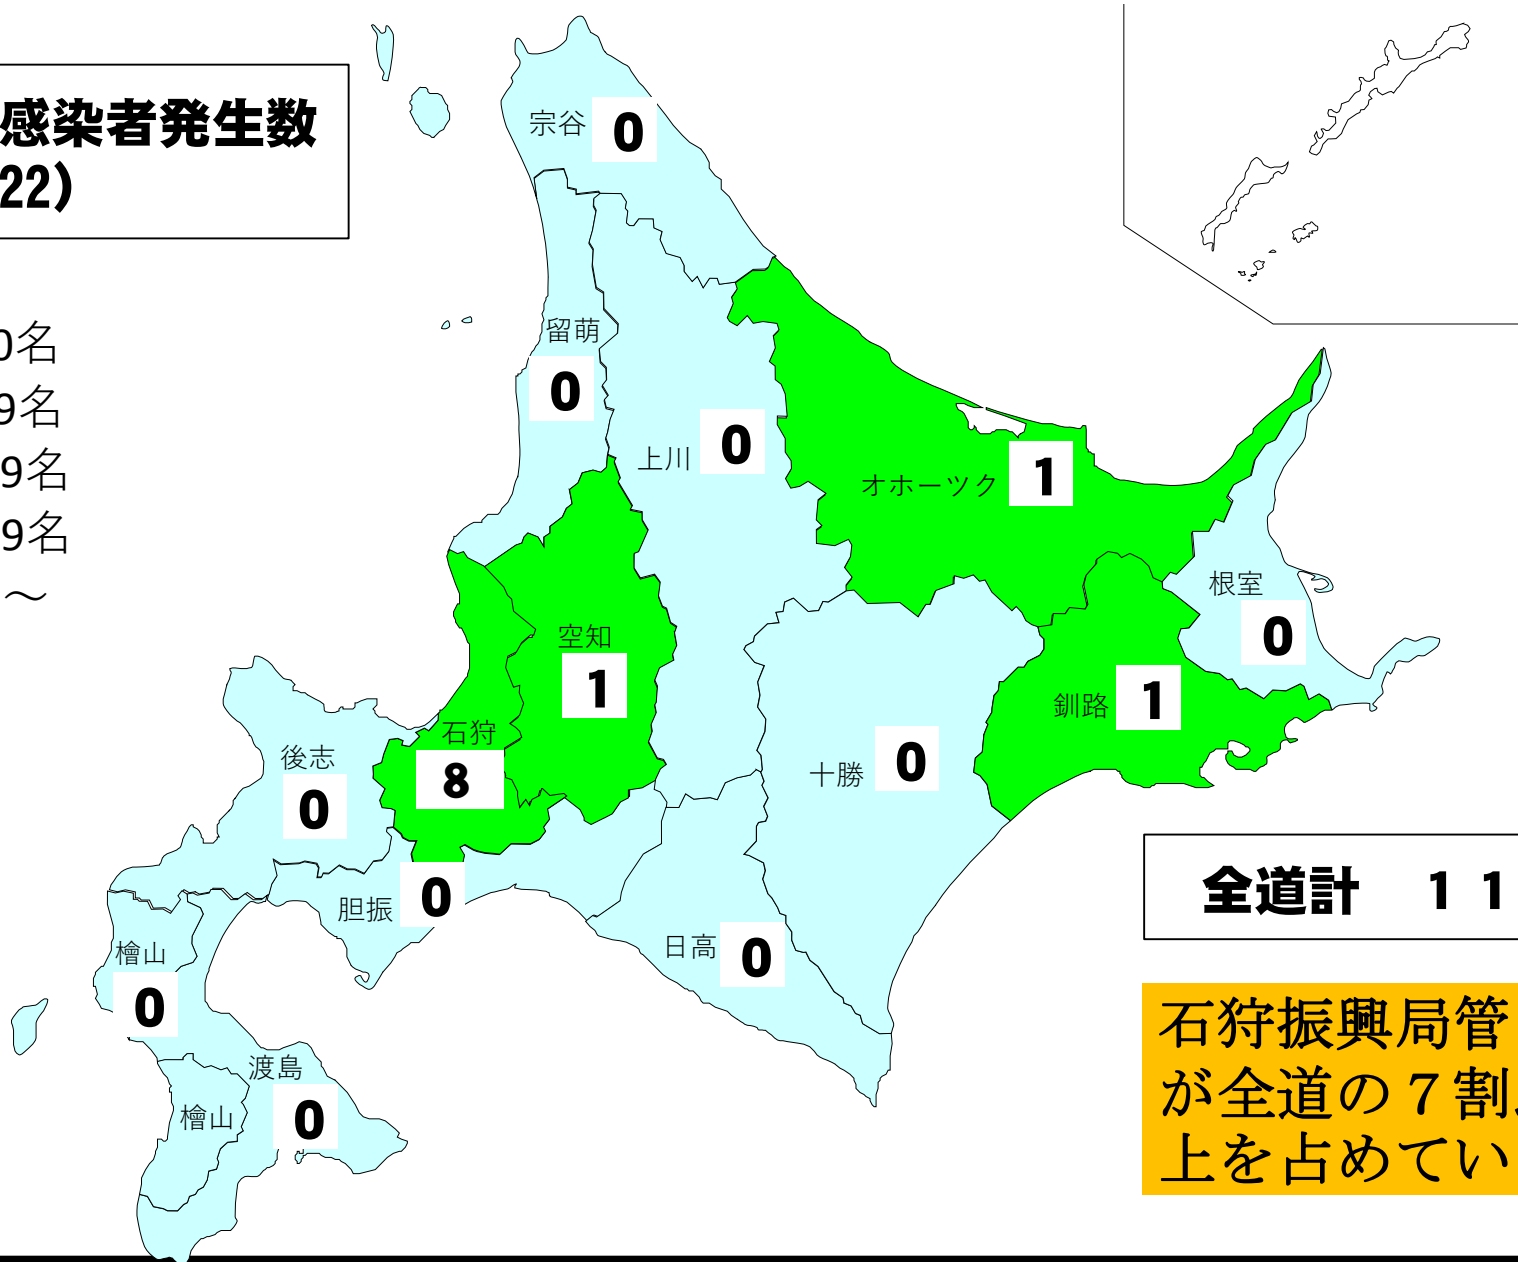 感染者発生数
22）
0名
9名
9名
9名
～
宗谷 0
留萌
0
上川 0
オホーツク 1
根室
0
空知
1
釧路 1
石狩
8
後志
0
十勝 0
胆振 0
日高 0
檜山
0
渡島
0
檜山
全道計 11
石狩振興局管
が全道の７割
上を占めてい